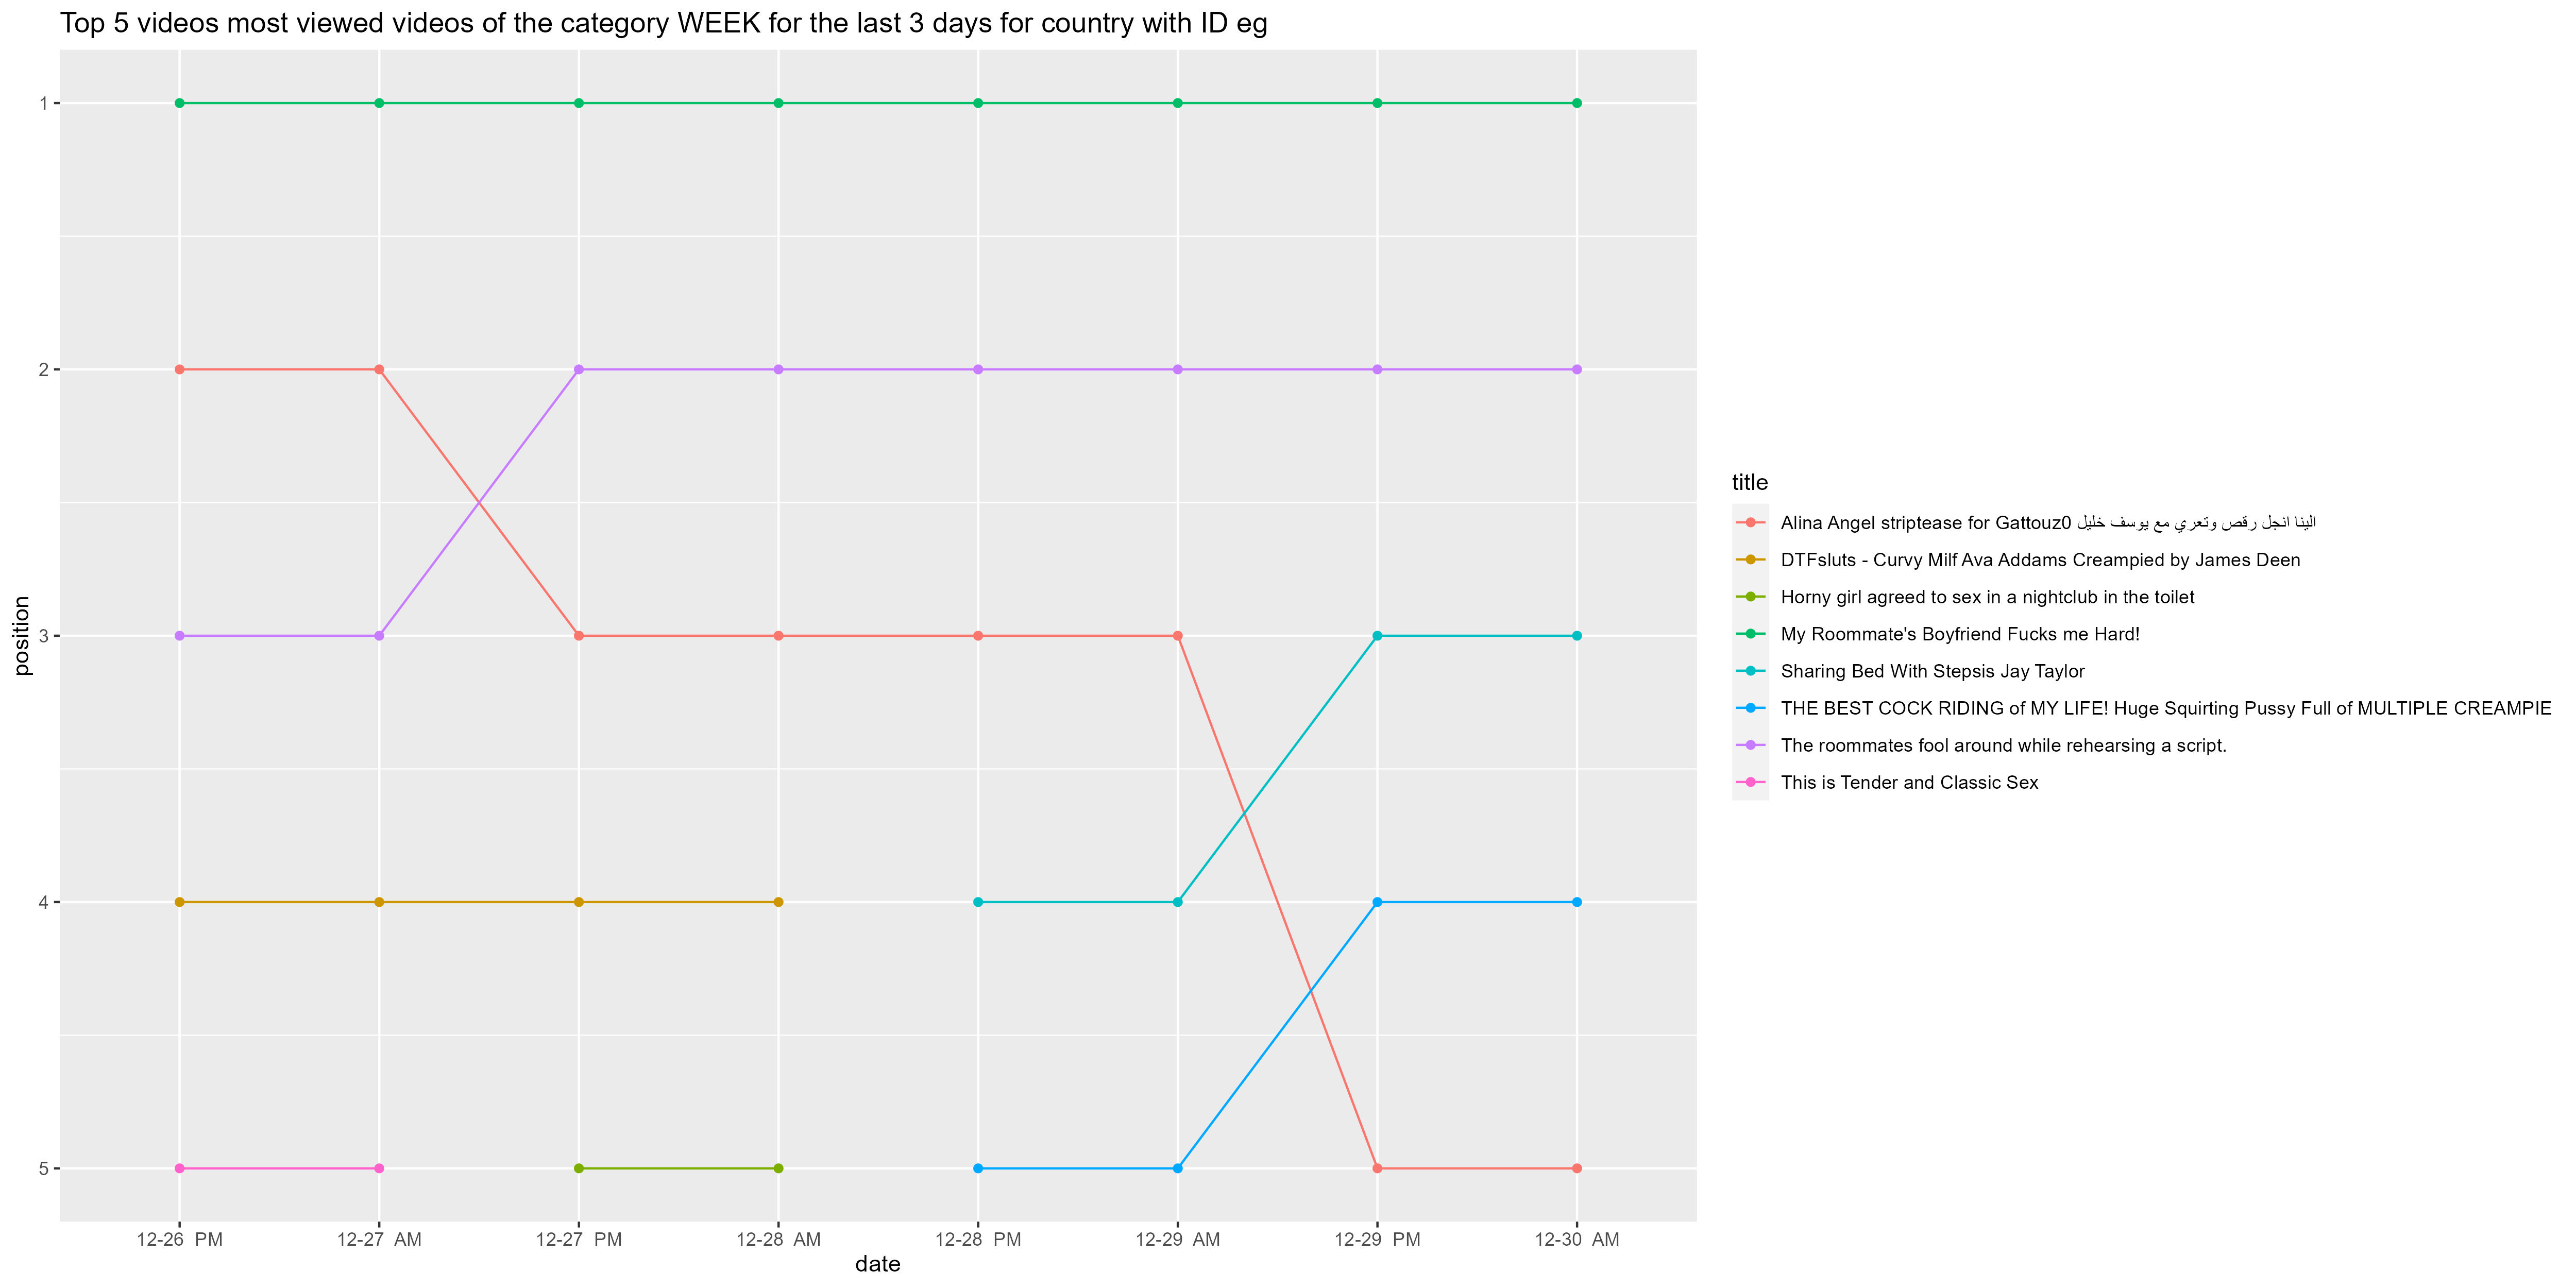 Top 5 videos most viewed videos of the category WEEK for the last 3 days for country with ID eg
position
1
2
3
4
5
12-26 PM
12-27 AM
12-27 PM
12-28 AM
12-28 PM
12-29 AM
12-29 PM
12-30 AM
date
title
Alina Angel striptease for Gattouz0 الينا انجل رقص وتعري مع يوسف خليل
DTFsluts - Curvy Milf Ava Addams Creampied by James Deen
Horny girl agreed to sex in a nightclub in the toilet
My Roommate's Boyfriend Fucks me Hard!
Sharing Bed With Stepsis Jay Taylor
THE BEST COCK RIDING of MY LIFE! Huge Squirting Pussy Full of MULTIPLE CREAMPIE
The roommates fool around while rehearsing a script.
This is Tender and Classic Sex